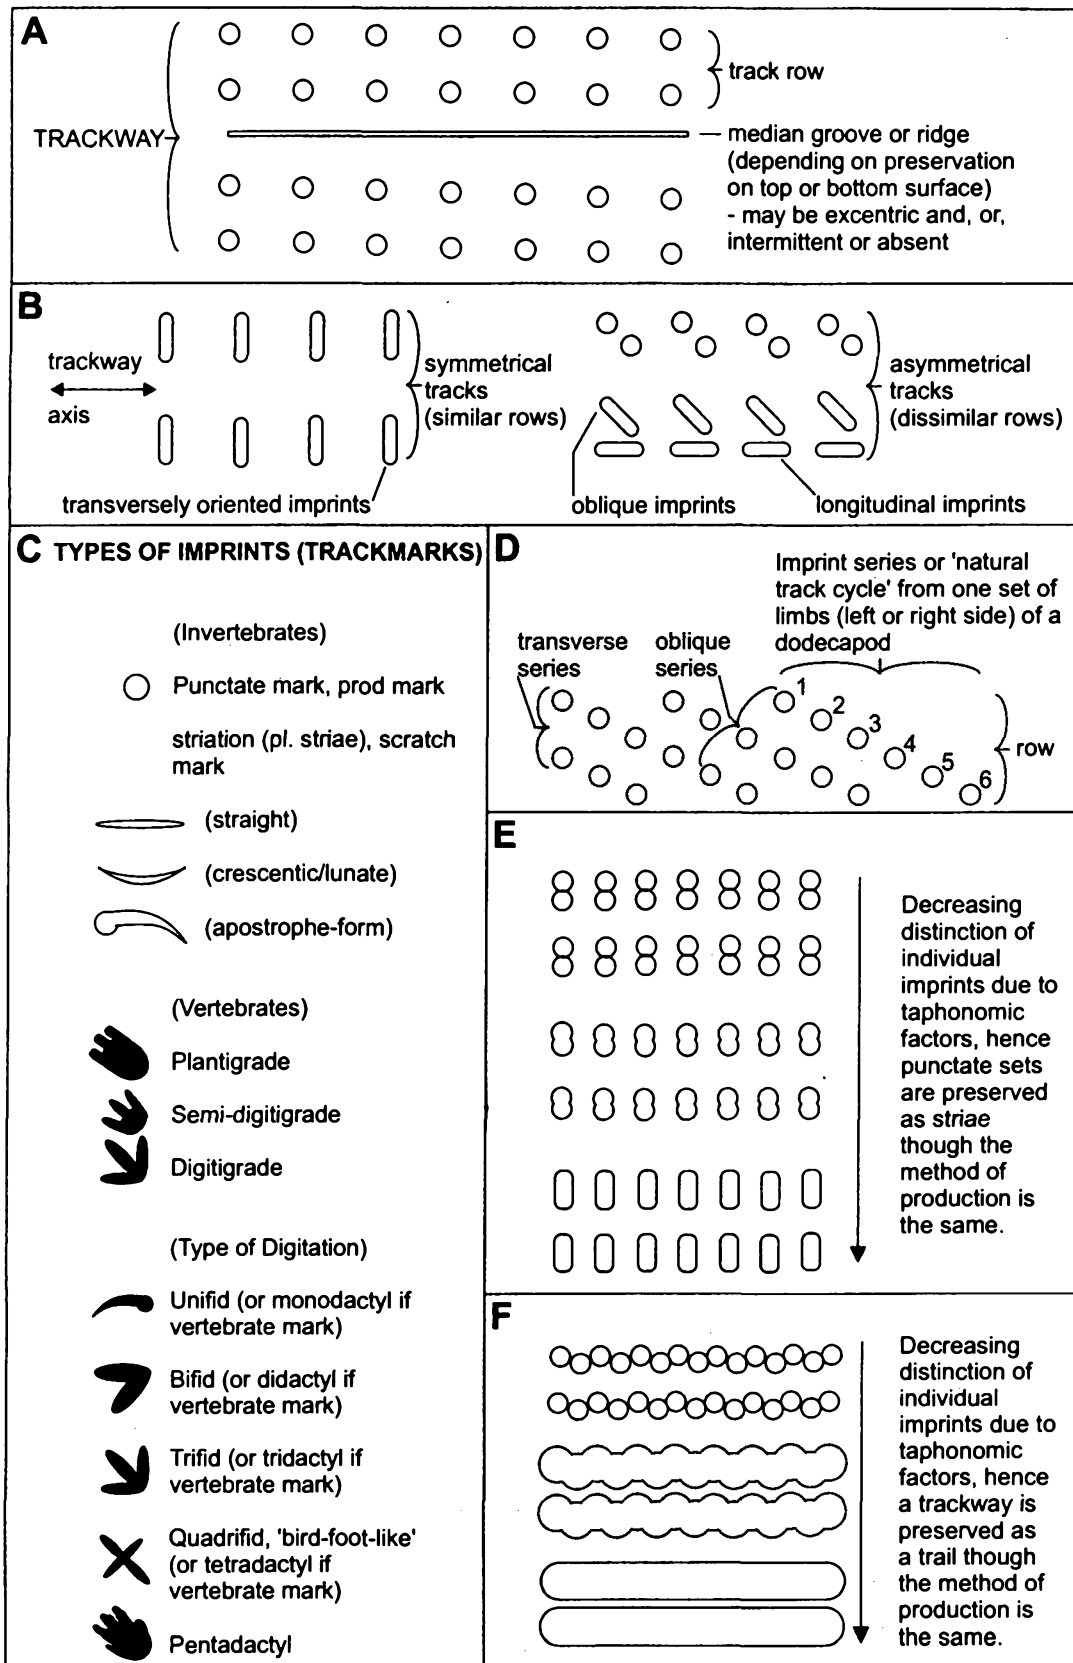 A
TRACKWAY
track row
median groove or ridge
(depending on preservation
on top or bottom surface)
- may be excentric and, or,
intermittent or absent
B
trackway
axis
symmetrical
tracks
(similar rows)
transversely oriented imprints
asymmetrical
tracks
(dissimilar rows)
oblique imprints
longitudinal imprints
C TYPES OF IMPRINTS (TRACKMARKS)
(Invertebrates)
Punctate mark, prod mark
striation (pl. striae), scratch
mark
(straight)
(crescentic/lunate)
(apostrophe-form)
(Vertebrates)
Plantigrade
Semi-digitigrade
Digitigrade
(Type of Digitation)
Unifid (or monodactyl if
vertebrate mark)
Bifid (or didactyl if
vertebrate mark)
Trifid (or tridactyl if
vertebrate mark)
Quadrifid, 'bird-foot-like'
(or tetradactyl if
vertebrate mark)
Pentadactyl
D
Imprint series or 'natural
track cycle' from one set of
limbs (left or right side) of a
dodecapod
transverse
series
oblique
series
1
2
3
4
5
6
row
E
Decreasing
distinction of
individual
imprints due to
taphonomic
factors, hence
punctate sets
are preserved
as striae
though the
method of
production is
the same.
F
Decreasing
distinction of
individual
imprints due to
taphonomic
factors, hence
a trackway is
preserved as
a trail though
the method of
production is
the same.